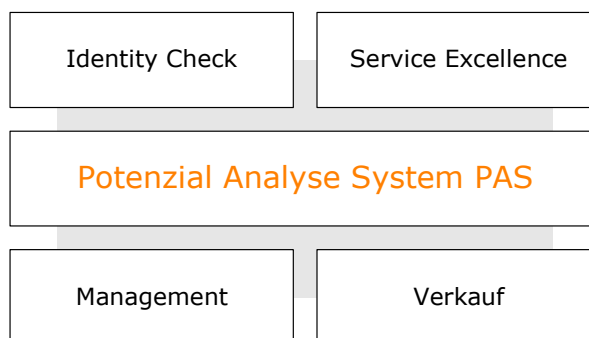 Identity Check
Service Excellence
Potenzial Analyse System PAS
Management
Verkauf